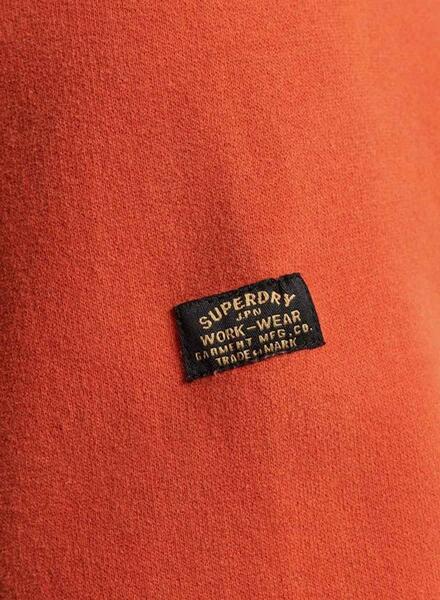 SUPERDRY
JPN
WORK-WEAR
GARMENT MFG. CO.
TRADE MARK